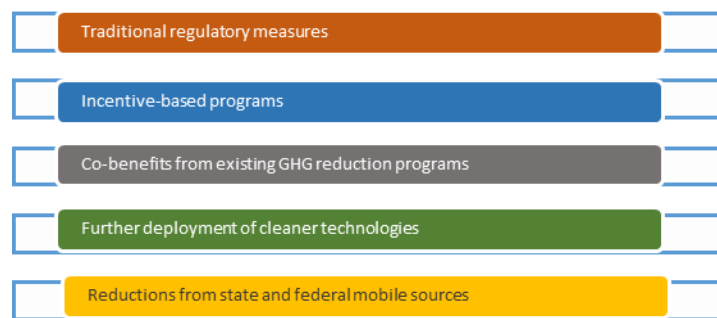 Traditional regulatory measures
Incentive-based programs
Co-benefits from existing GHG reduction programs
Further deployment of cleaner technologies
Reductions from state and federal mobile sources